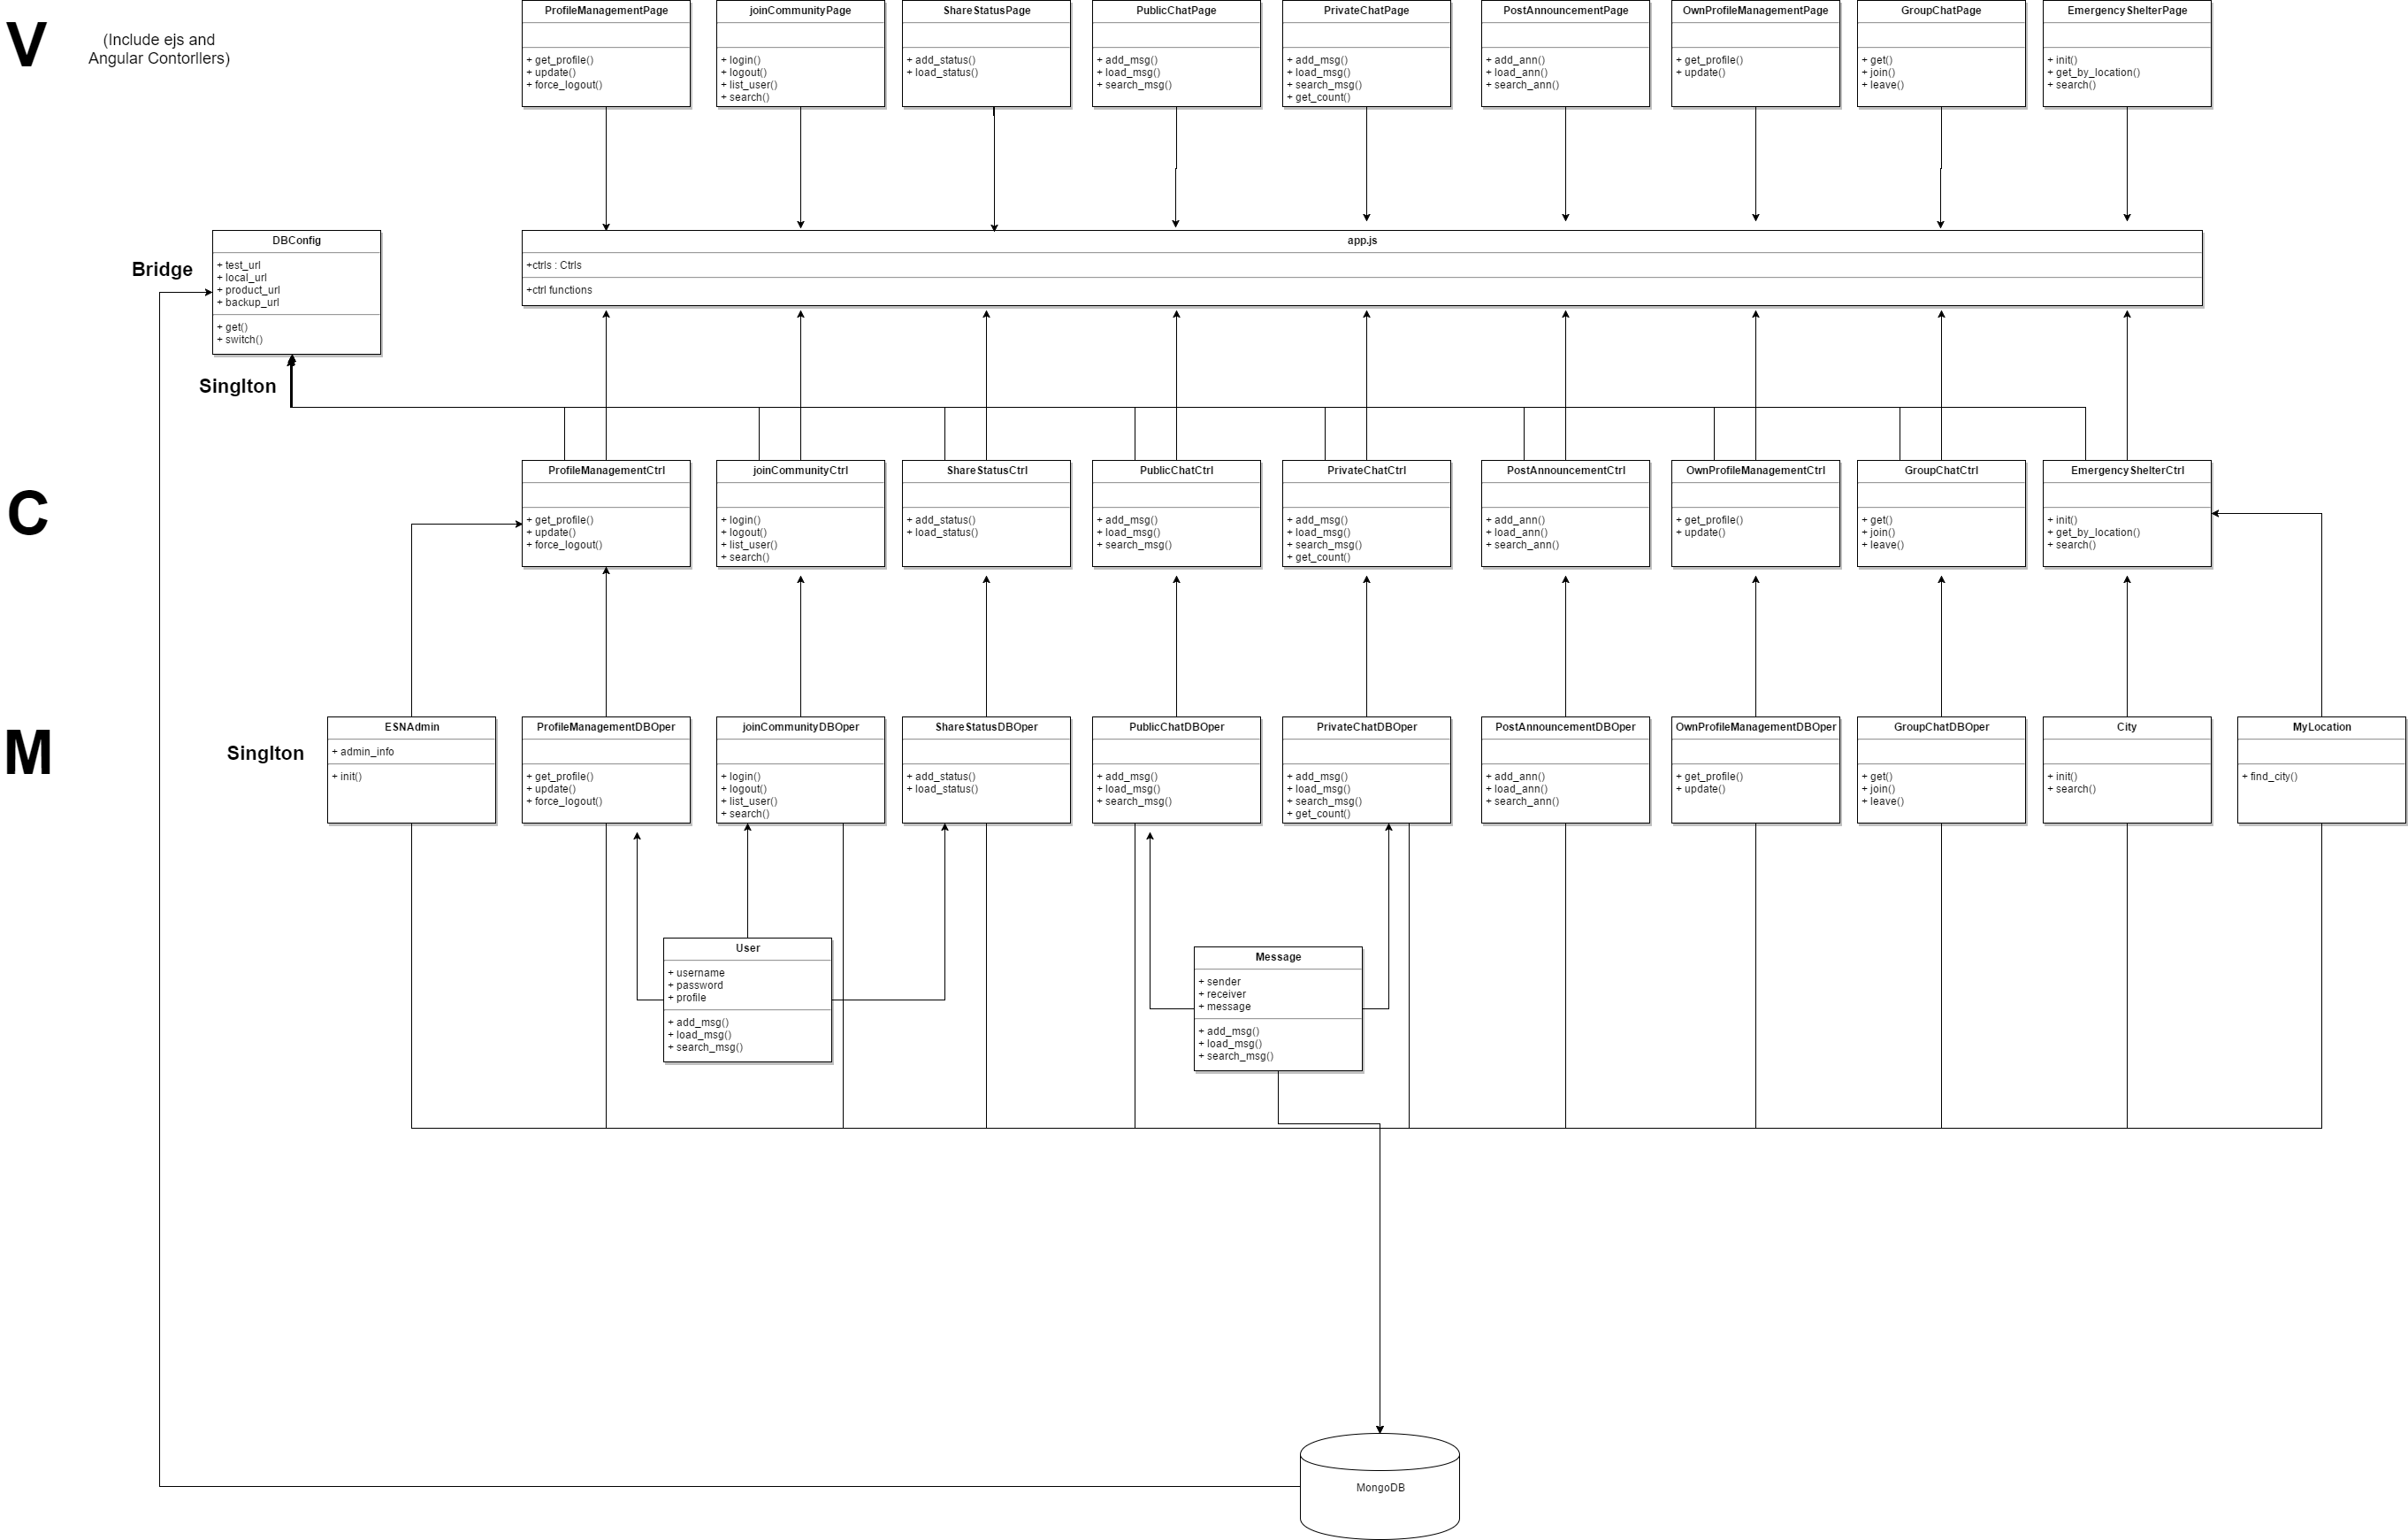 V
(Include ejs and
Angular Contorllers)
ProfileManagementPage
+ get_profile()
+ update()
+ force_logout()
joinCommunityPage
+ login()
+ logout()
+ list_user()
+ search()
ShareStatusPage
+ add_status()
+ load_status()
PublicChatPage
+ add_msg()
+ load_msg()
+ search_msg()
PrivateChatPage
+ add_msg()
+ load_msg()
+ search_msg()
+ get_count()
PostAnnouncementPage
+ add_ann()
+ load_ann()
+ search_ann()
OwnProfileManagementPage
+ get_profile()
+ update()
GroupChatPage
+ get()
+ join()
+ leave()
EmergencyShelterPage
+ init()
+ get_by_location()
+ search()
Bridge
DBConfig
+ test_url
+ local_url
+ product_url
+ backup_url
+ get()
+ switch()
Singlton
app.js
+ctrls : Ctrls
+ctrl functions
C
ProfileManagementCtrl
+ get_profile()
+ update()
+ force_logout()
joinCommunityCtrl
+ login()
+ logout()
+ list_user()
+ search()
ShareStatusCtrl
+ add_status()
+ load_status()
PublicChatCtrl
+ add_msg()
+ load_msg()
+ search_msg()
PrivateChatCtrl
+ add_msg()
+ load_msg()
+ search_msg()
+ get_count()
PostAnnouncementCtrl
+ add_ann()
+ load_ann()
+ search_ann()
OwnProfileManagementCtrl
+ get_profile()
+ update()
GroupChatCtrl
+ get()
+ join()
+ leave()
EmergencyShelterCtrl
+ init()
+ get_by_location()
+ search()
M
Singlton
ESNAdmin
+ admin_info
+ init()
ProfileManagementDBOper
+ get_profile()
+ update()
+ force_logout()
joinCommunityDBOper
+ login()
+ logout()
+ list_user()
+ search()
ShareStatusDBOper
+ add_status()
+ load_status()
PublicChatDBOper
+ add_msg()
+ load_msg()
+ search_msg()
PrivateChatDBOper
+ add_msg()
+ load_msg()
+ search_msg()
+ get_count()
PostAnnouncementDBOper
+ add_ann()
+ load_ann()
+ search_ann()
OwnProfileManagementDBOper
+ get_profile()
+ update()
GroupChatDBOper
+ get()
+ join()
+ leave()
City
+ init()
+ search()
MyLocation
+ find_city()
User
+ username
+ password
+ profile
+ add_msg()
+ load_msg()
+ search_msg()
Message
+ sender
+ receiver
+ message
+ add_msg()
+ load_msg()
+ search_msg()
MongoDB